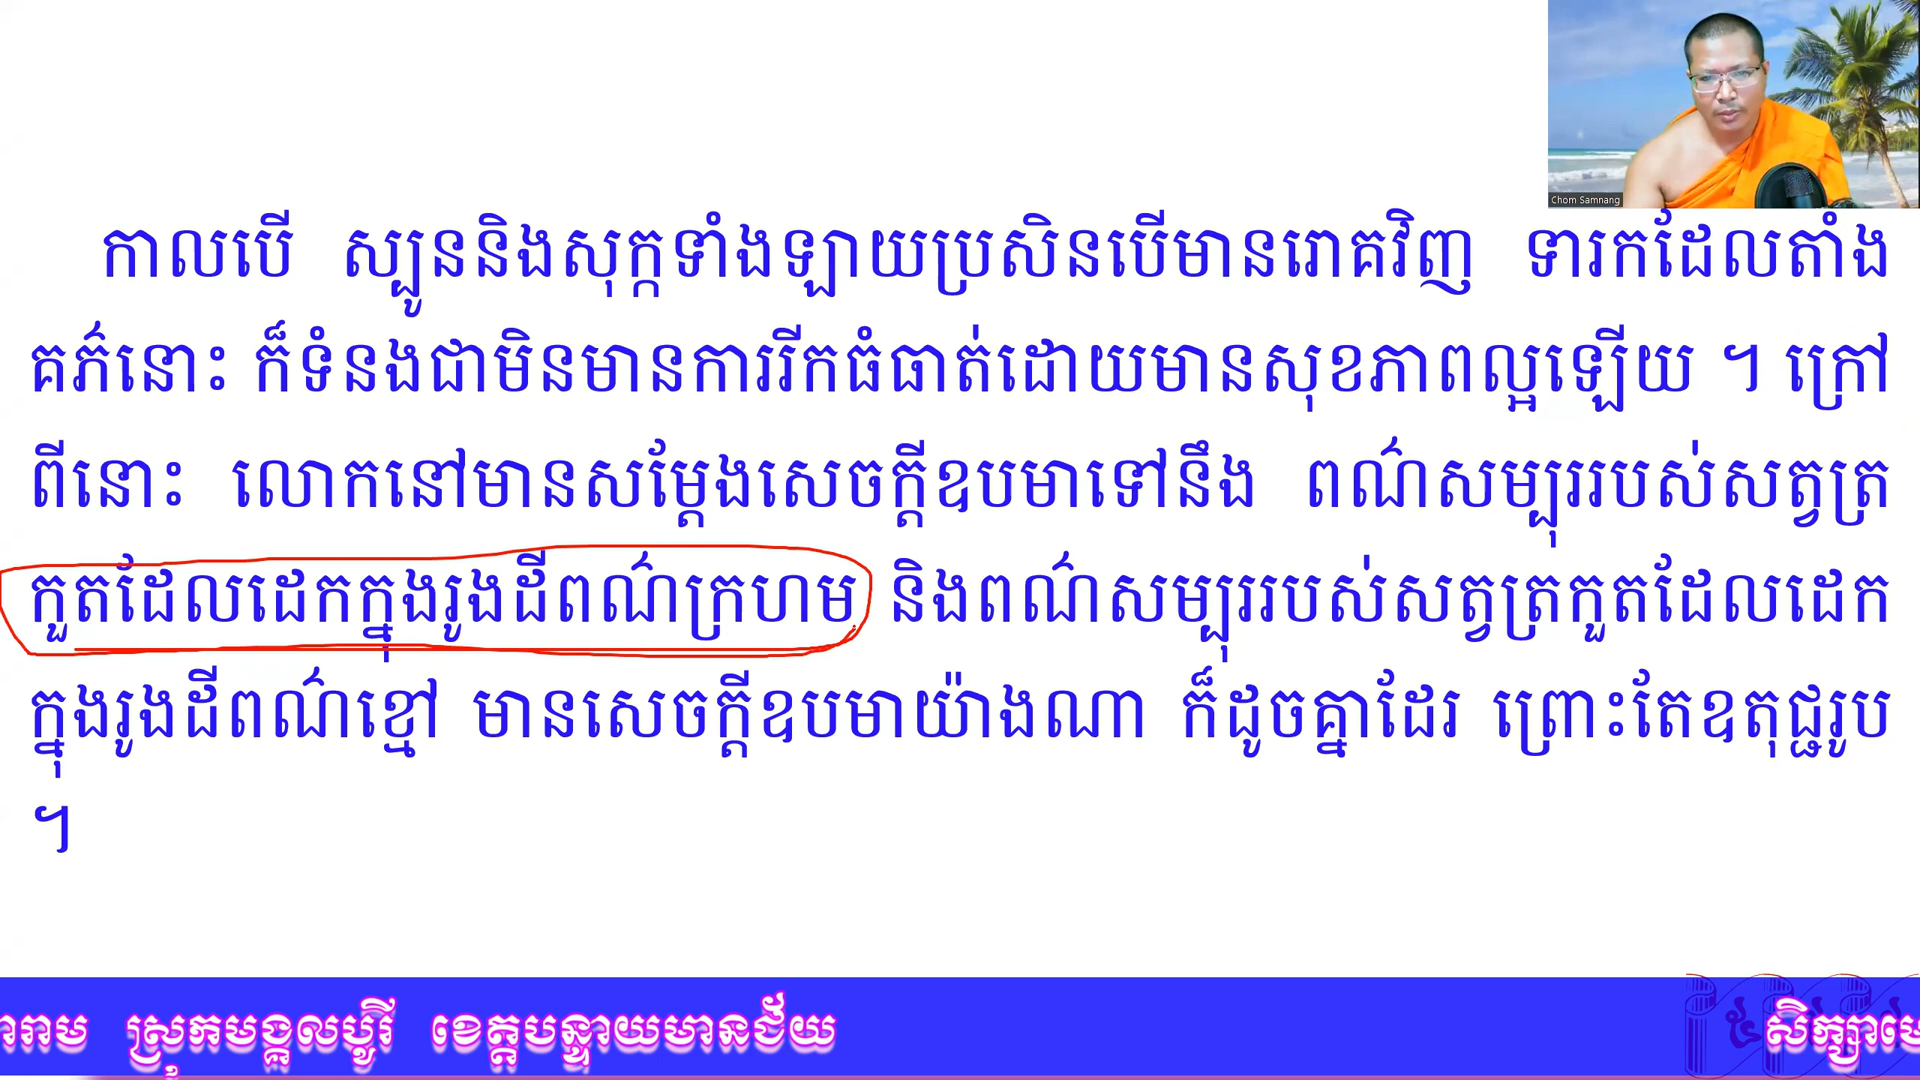 Chom Samnang
កាលបើ ស្បូននិងសុក្កទាំងឡាយប្រសិនបើមានរោគវិញ ទារកដែលតាំង
គភ៌នោះ ក៏ទំនងជាមិនមានការរីកធំធាត់ដោយមានសុខភាពល្អឡើយ ។ ក្រៅ
ពីនោះ លោកនៅមានសម្ដែងសេចក្ដីឧបមាទៅនឹង ពណ៌សម្បុររបស់សត្វត្រ
កួតដែលដេកក្នុងរូងដីពណ៌ក្រហម និងពណ៌សម្បុររបស់សត្វត្រកួតដែលដេក
ក្នុងរូងដីពណ៌ខ្មៅ មានសេចក្ដីឧបមាយ៉ាងណា ក៏ដូចគ្នាដែរ ព្រោះតែឧតុជ្ជរូប
។
ស្រុកមង្គលបូរី ខេត្តបន្ទាយមានជ័យ